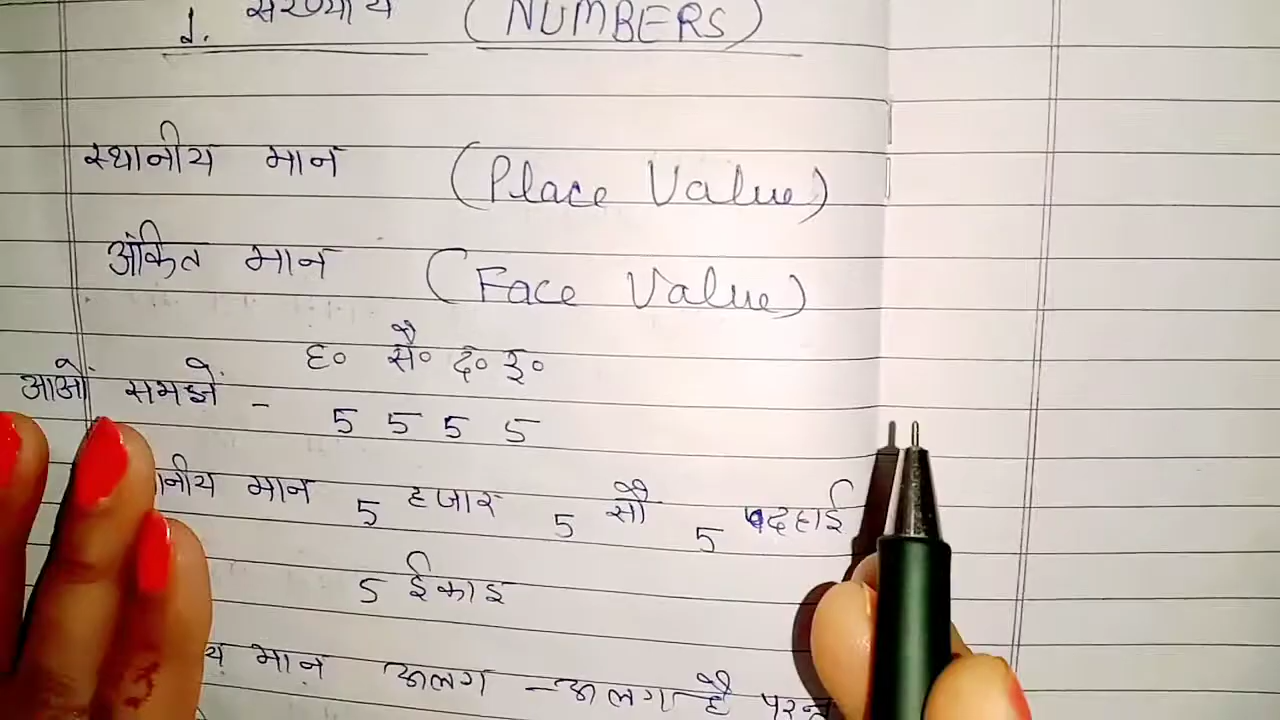 1. संख्याय (NUMBERS)
स्थानीय मान (Place Value)
अंकित मान (Face Value)
ह० सै० द० इ०
आओं समझें - 5 5 5 5
मान 5 हजार 5 सौ 5 दहाई
5 ईकाइ
मान अलग - अलग है